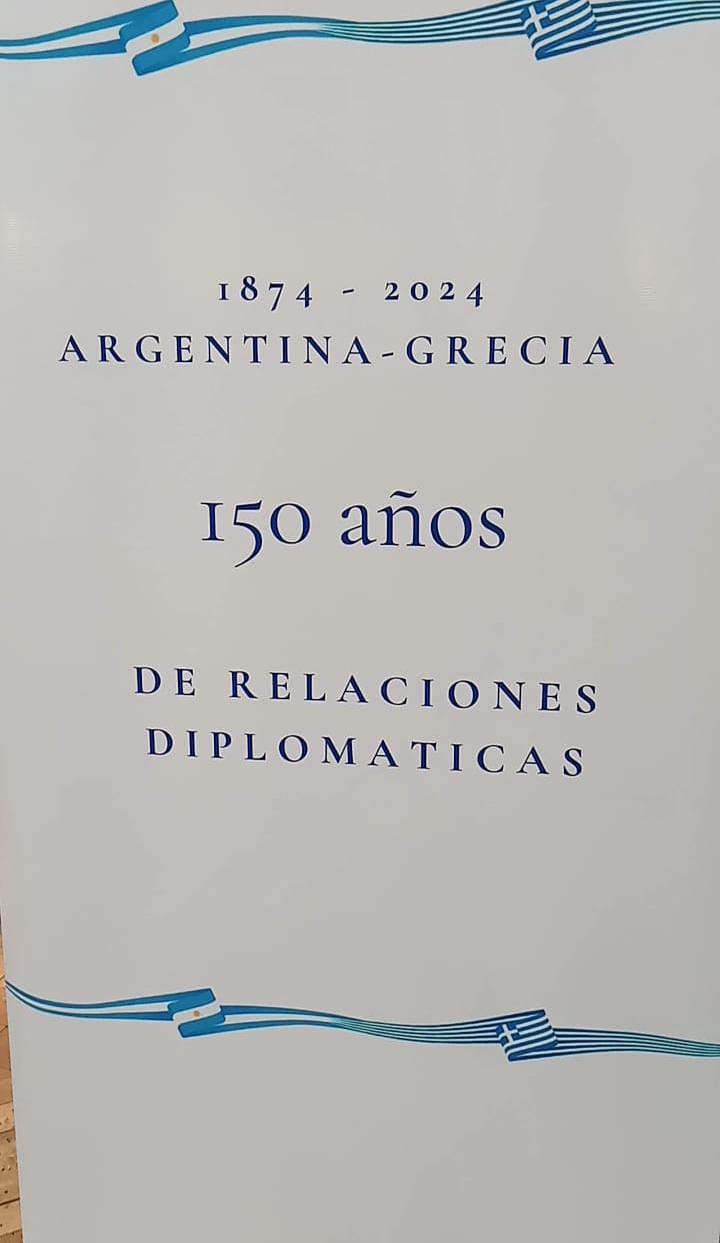 1874 - 2024
ARGENTINA-GRECIA
150 años
DE RELACIONES
DIPLOMATICAS